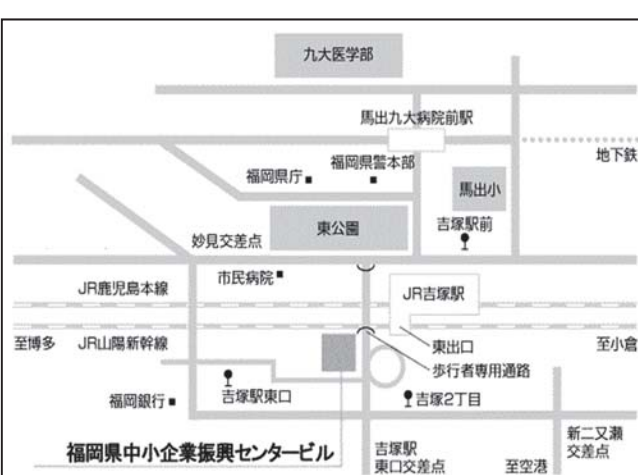 九大医学部
馬出九大病院前駅
地下鉄
福岡県警本部
福岡県庁
馬出小
東公園
吉塚駅前
妙見交差点
市民病院
JR鹿児島本線
JR吉塚駅
至博多
JR山陽新幹線
東出口
至小倉
歩行者専用通路
吉塚駅東口
福岡銀行
吉塚2丁目
福岡県中小企業振興センタービル
吉塚駅
東口交差点
至空港
新二又瀬
交差点